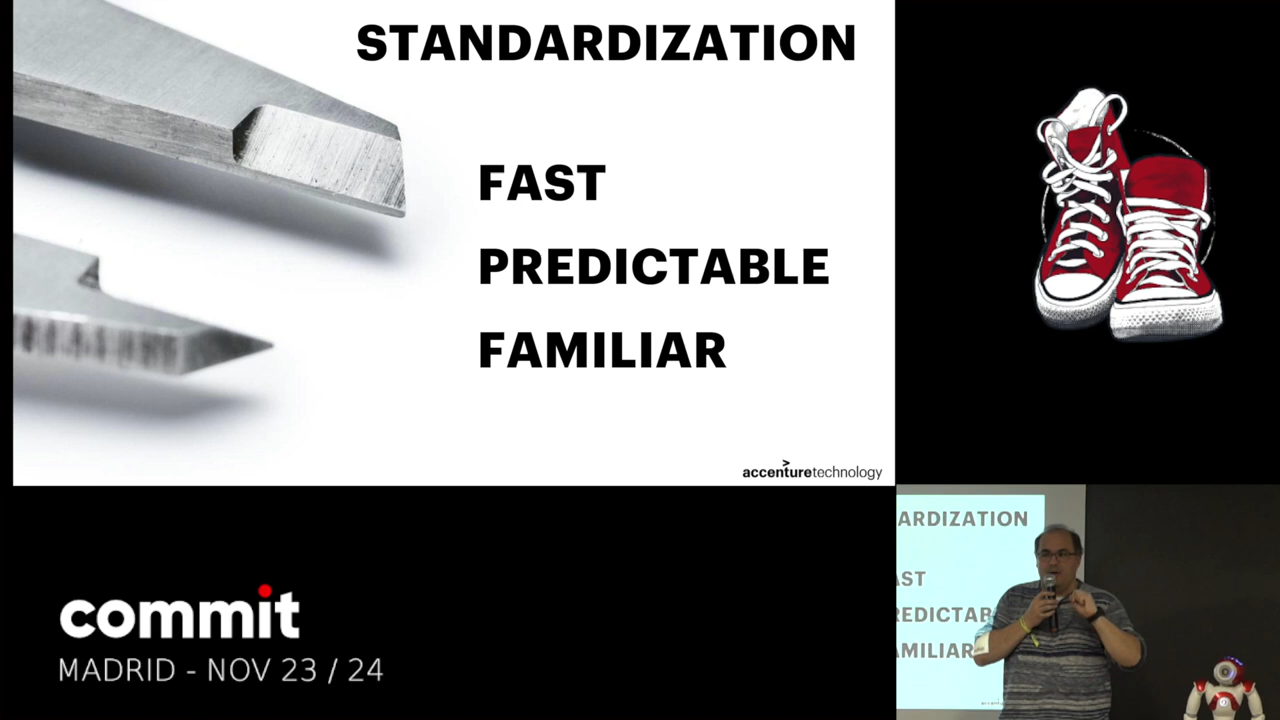 STANDARDIZATION
FAST
PREDICTABLE
FAMILIAR
accenturetechnology
commit
MADRID - NOV 23 / 24
ARDIZATION
AST
REDICTAB
AMILIAR